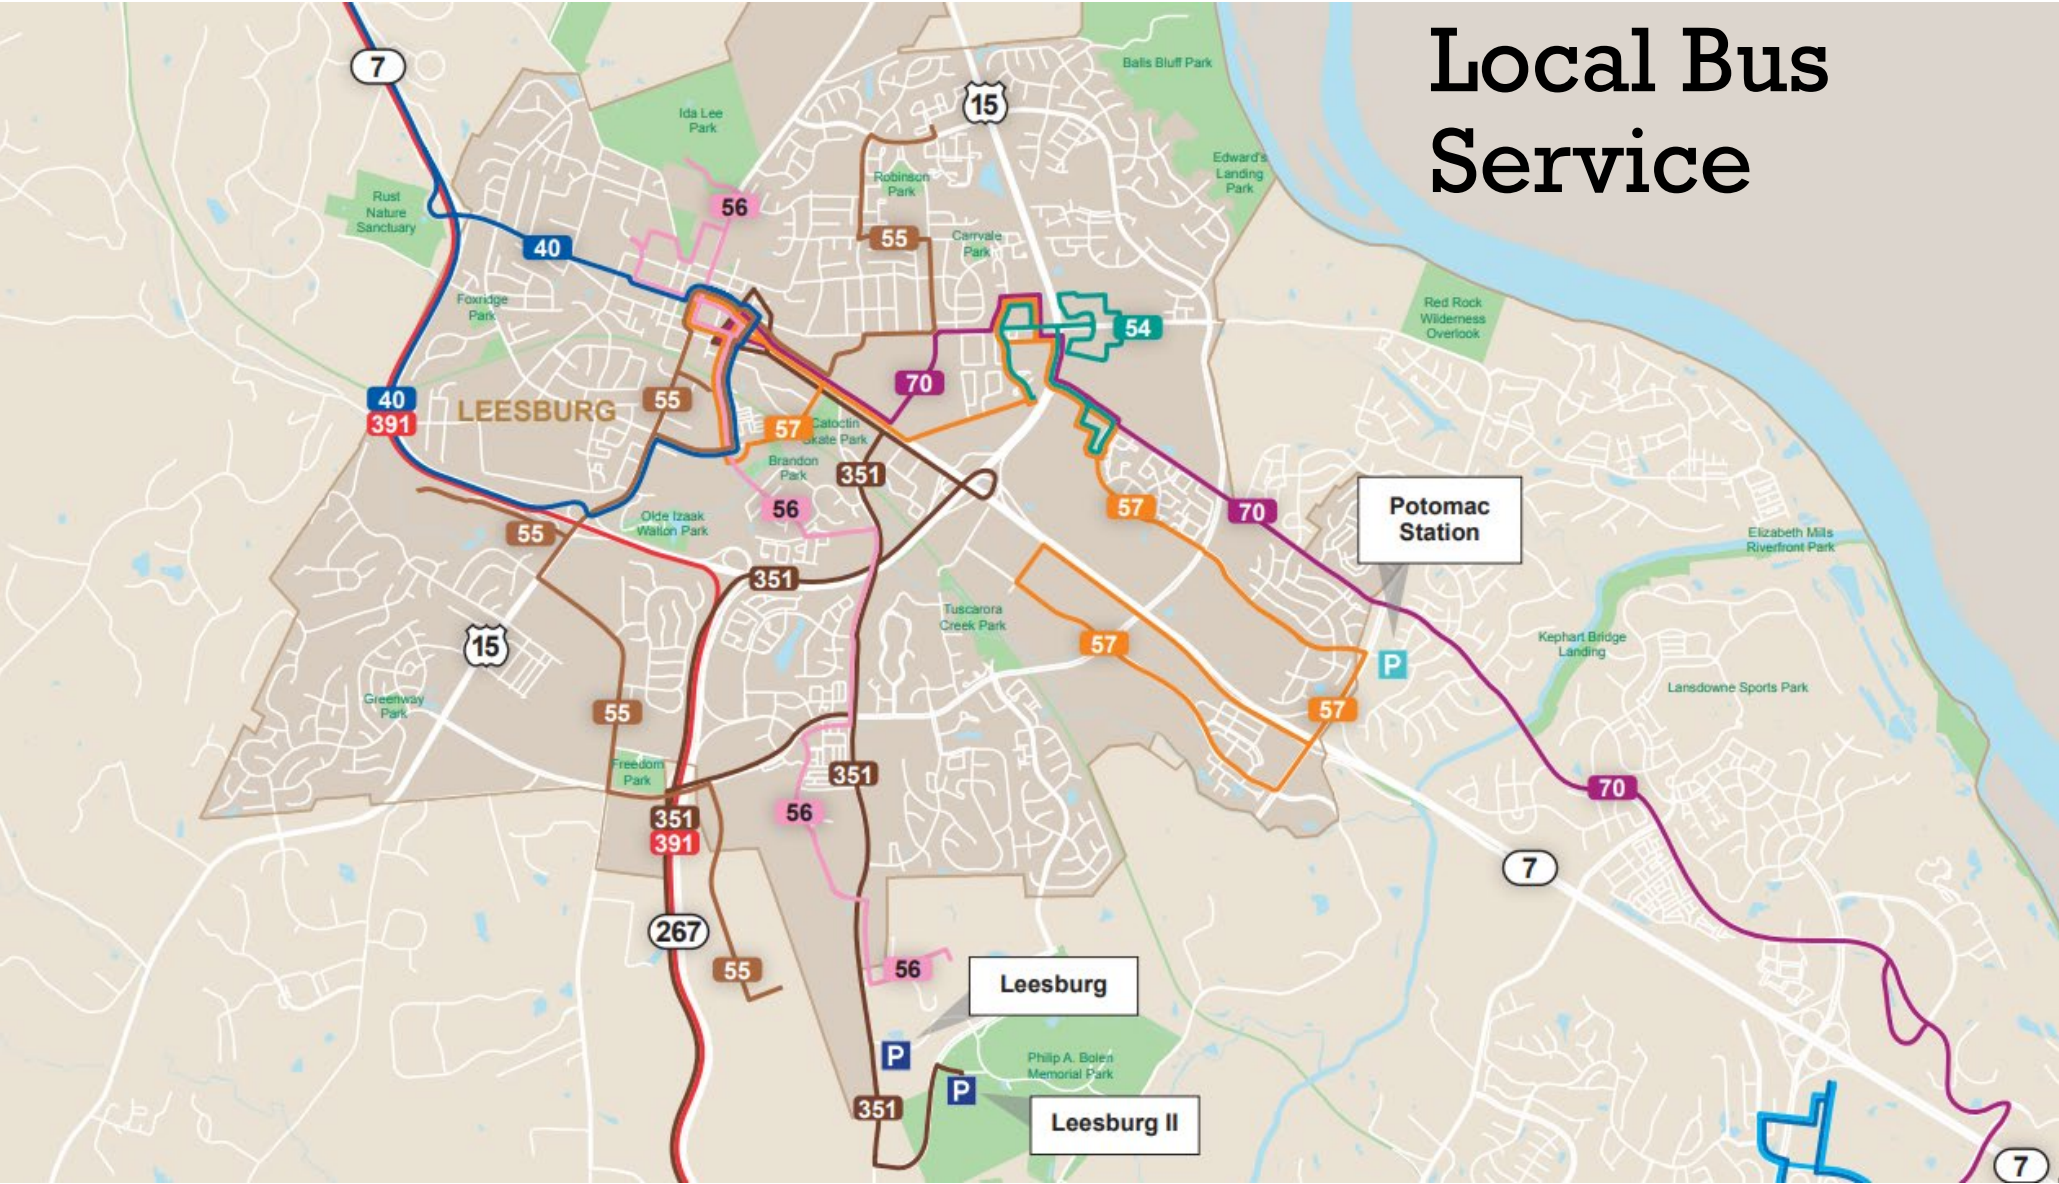 Local Bus
Service
7
15
Balls Bluff Park
Ida Lee
Park
Edward's
Landing
Park
Robinson
Park
Rust
Nature
Sanctuary
56
55
Carrvale
Park
40
Foxridge
Park
Red Rock
Wilderness
Overlook
54
70
40
391
LEESBURG
55
57
Catoctin
Skate Park
Brandon
Park
351
56
57
70
Potomac
Station
Olde Izaak
Walton Park
55
Elizabeth Mills
Riverfront Park
351
Tuscarora
Creek Park
57
15
Kephart Bridge
Landing
P
Lansdowne Sports Park
Greenway
Park
55
57
Freedom
Park
351
70
56
351
391
7
267
55
56
Leesburg
P
Philip A. Bolen
Memorial Park
P
351
Leesburg II
7